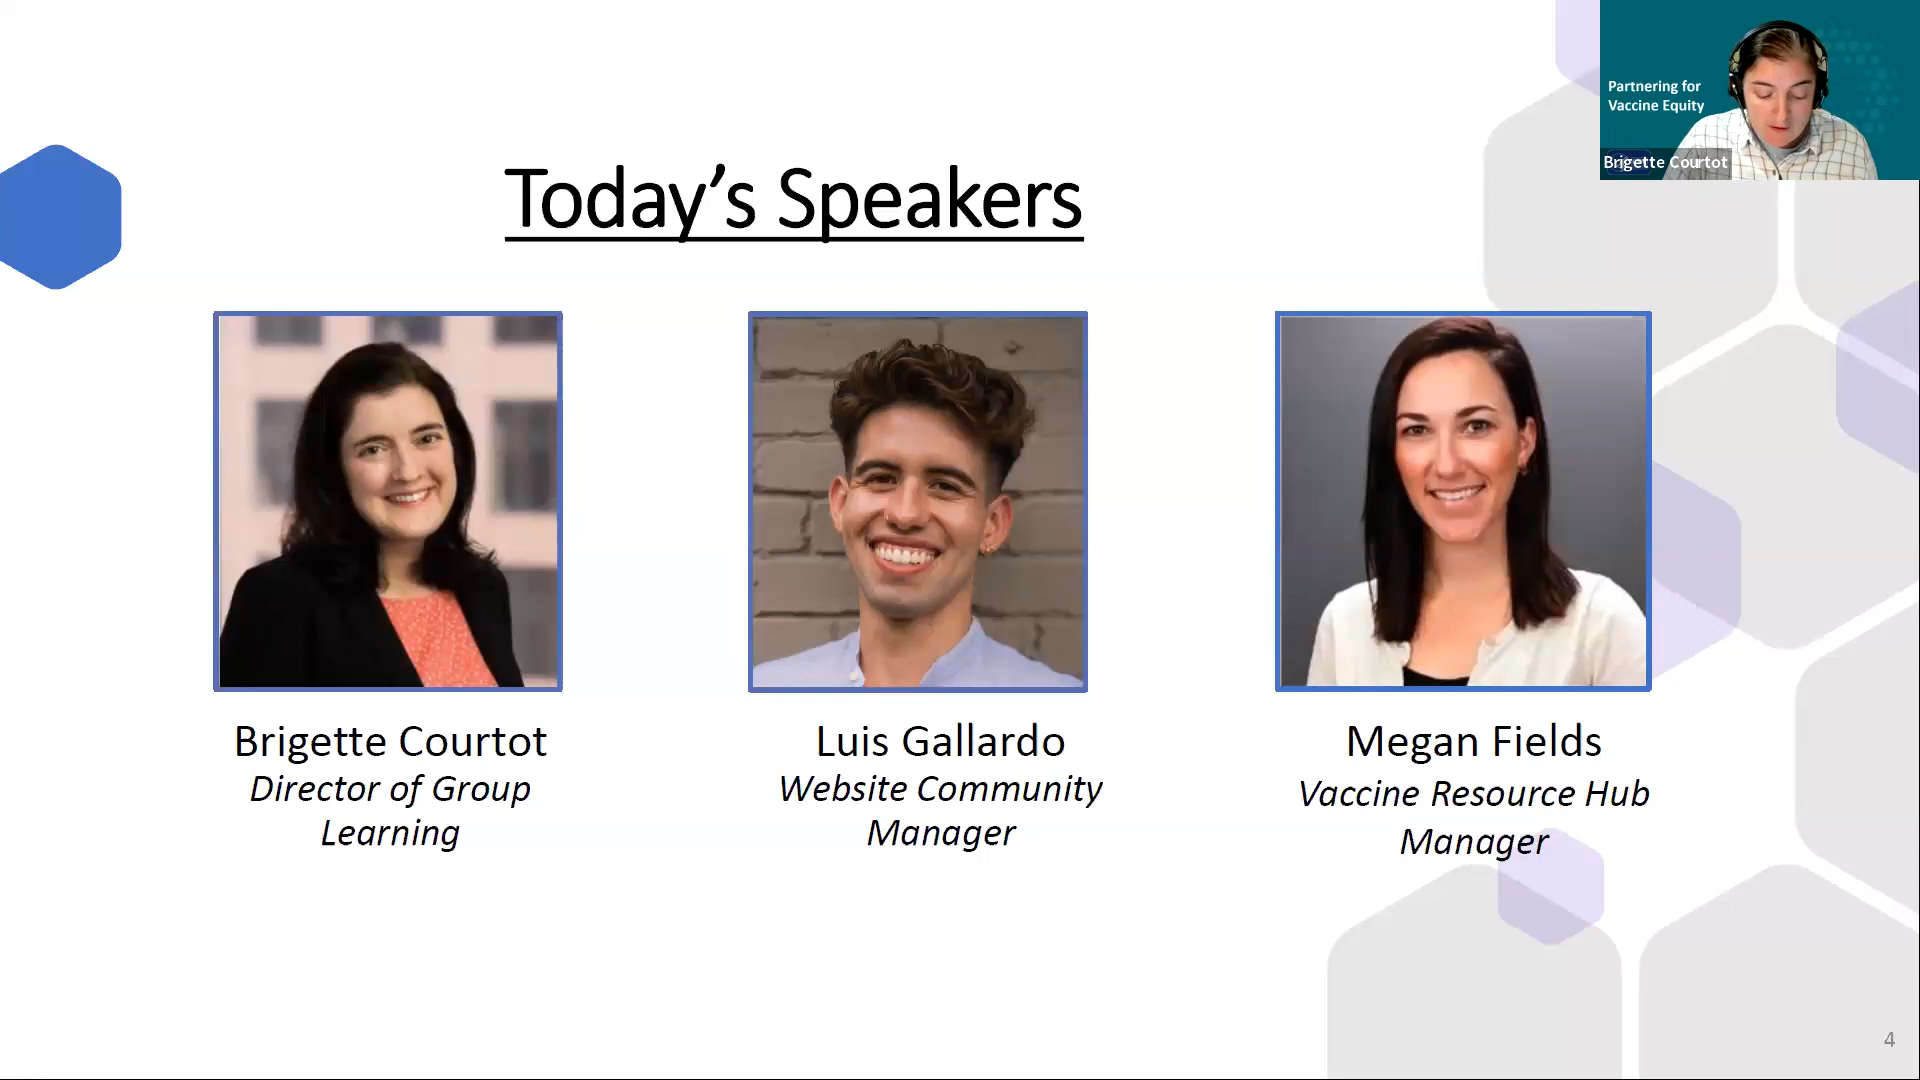 Partnering for
Vaccine Equity
Brigette Courtot
Today's Speakers
Brigette Courtot
Director of Group
Learning
Luis Gallardo
Website Community
Manager
Megan Fields
Vaccine Resource Hub
Manager
4